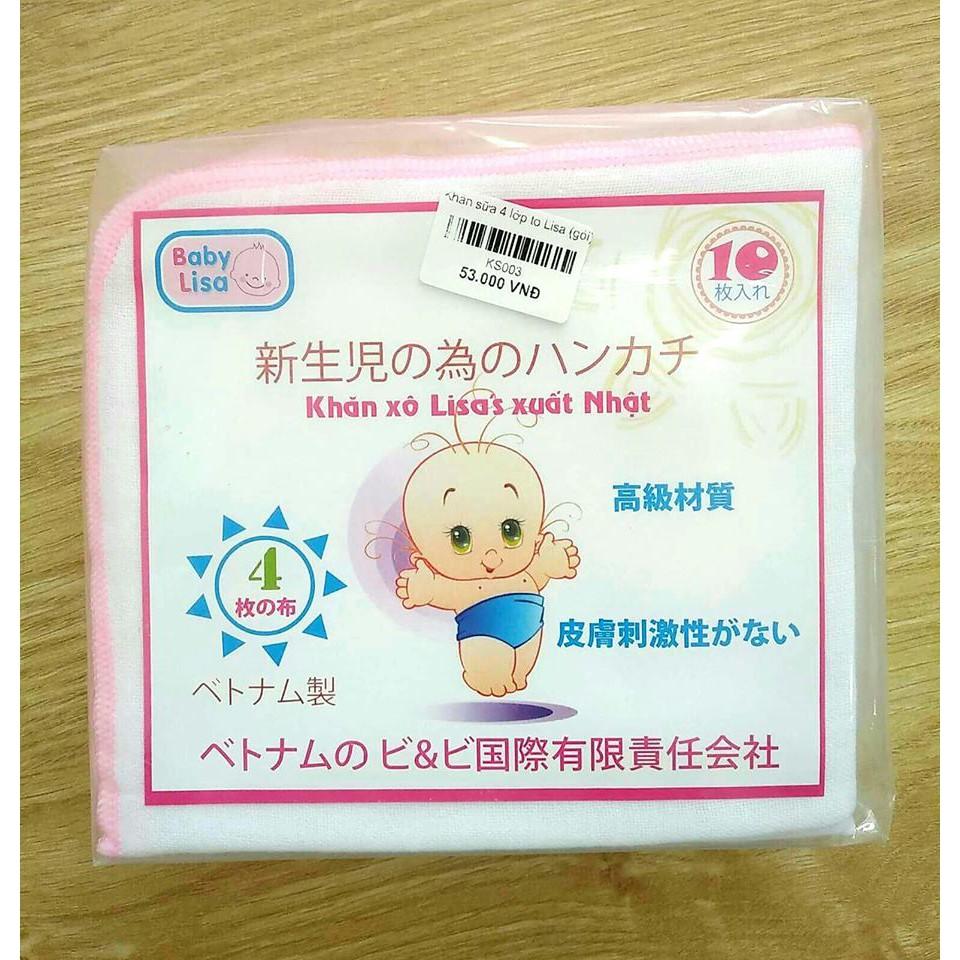 Khăn sữa 4 lớp to Lisa (gói)
KS003
53.000 VNĐ
Baby
Lisa
10
枚入れ
新生児の為のハンカチ
Khăn xô Lisa's xuất Nhật
高級材質
4
枚の布
皮膚刺激性がない
ベトナム製
ベトナムの ビ&ビ国際有限責任会社